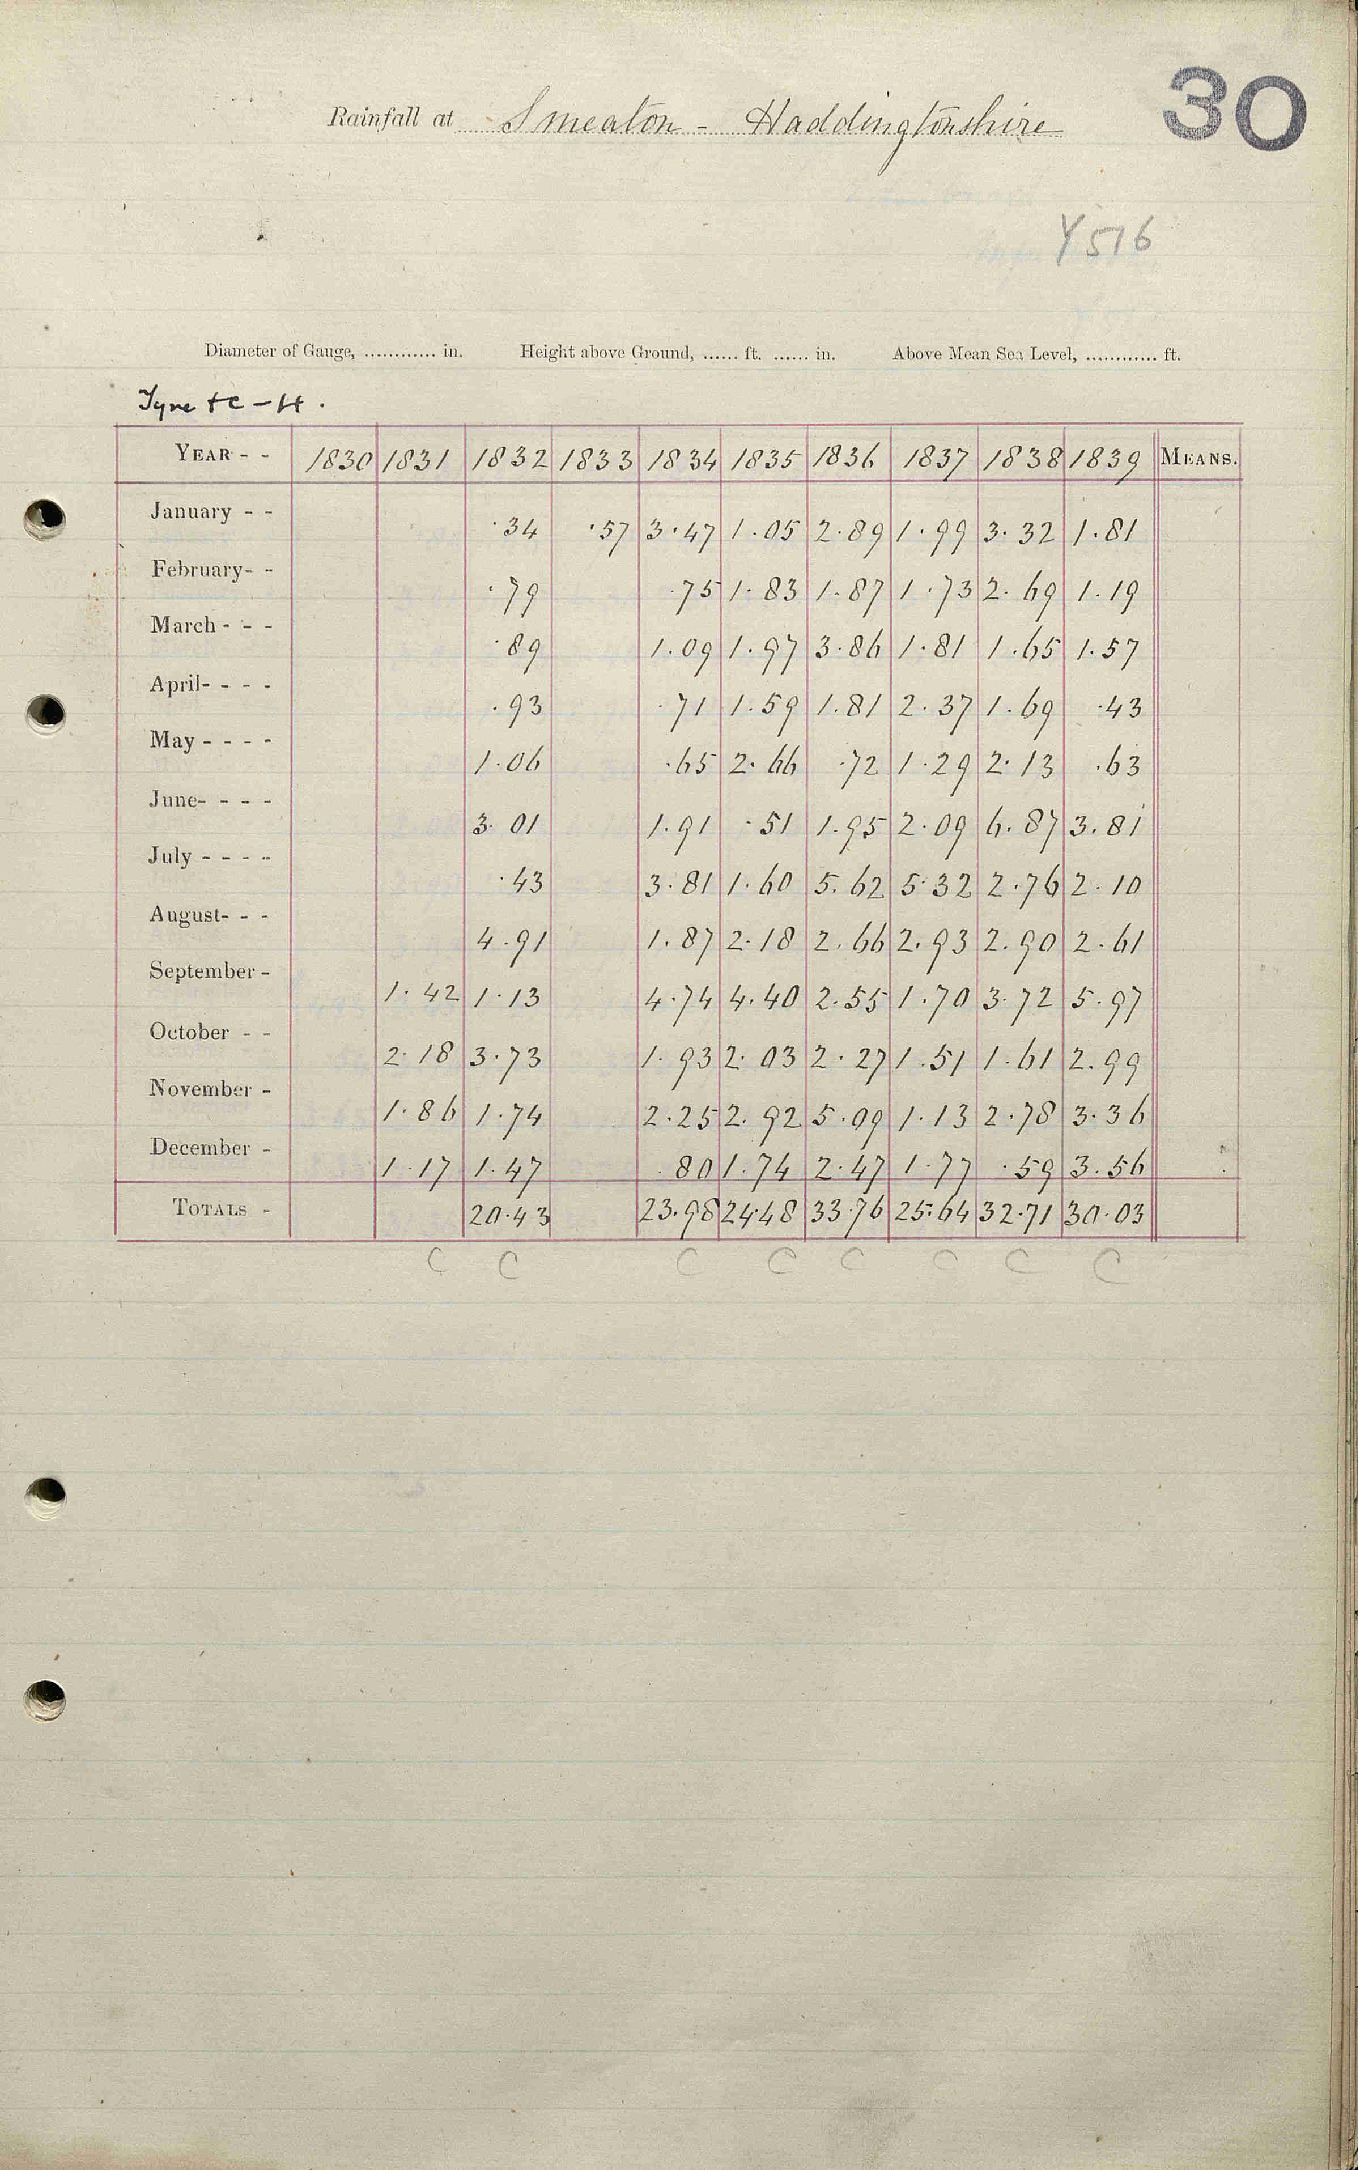 30
Rainfall at Smeaton - Haddingtonshire
Y516
Diameter of Gauge, ............ in. Height above Ground, ...... ft. ...... in. Above Mean Sea Level, ............ ft.
Tyne + C - H .
YEAR - - 1830 1831 1832 1833 1834 1835 1836 1837 1838 1839 MEANS.
January - - ·34 ·57 3·47 1·05 2·89 1·99 3·32 1·81
February- - ·79 ·75 1·83 1·87 1·73 2·69 1·19
March - - - ·89 1·09 1·97 3·86 1·81 1·65 1·57
April- - - - ·93 ·71 1·59 1·81 2·37 1·69 ·43
May - - - - 1·06 ·65 2·66 ·72 1·29 2·13 ·63
June- - - - 3·01 1·91 ·51 1·95 2·09 6·87 3·81
July - - - - ·43 3·81 1·60 5·62 5·32 2·76 2·10
August- - - 4·91 1·87 2·18 2·66 2·93 2·90 2·61
September - 1·42 1·13 4·74 4·40 2·55 1·70 3·72 5·97
October - - 2·18 3·73 1·93 2·03 2·27 1·51 1·61 2·99
November - 1·86 1·74 2·25 2·92 5·09 1·13 2·78 3·36
December - 1·17 1·47 ·80 1·74 2·47 1·77 ·59 3·56
TOTALS - 20·43 23·98 24·48 33·76 25·64 32·71 30·03
C C C C C C C C